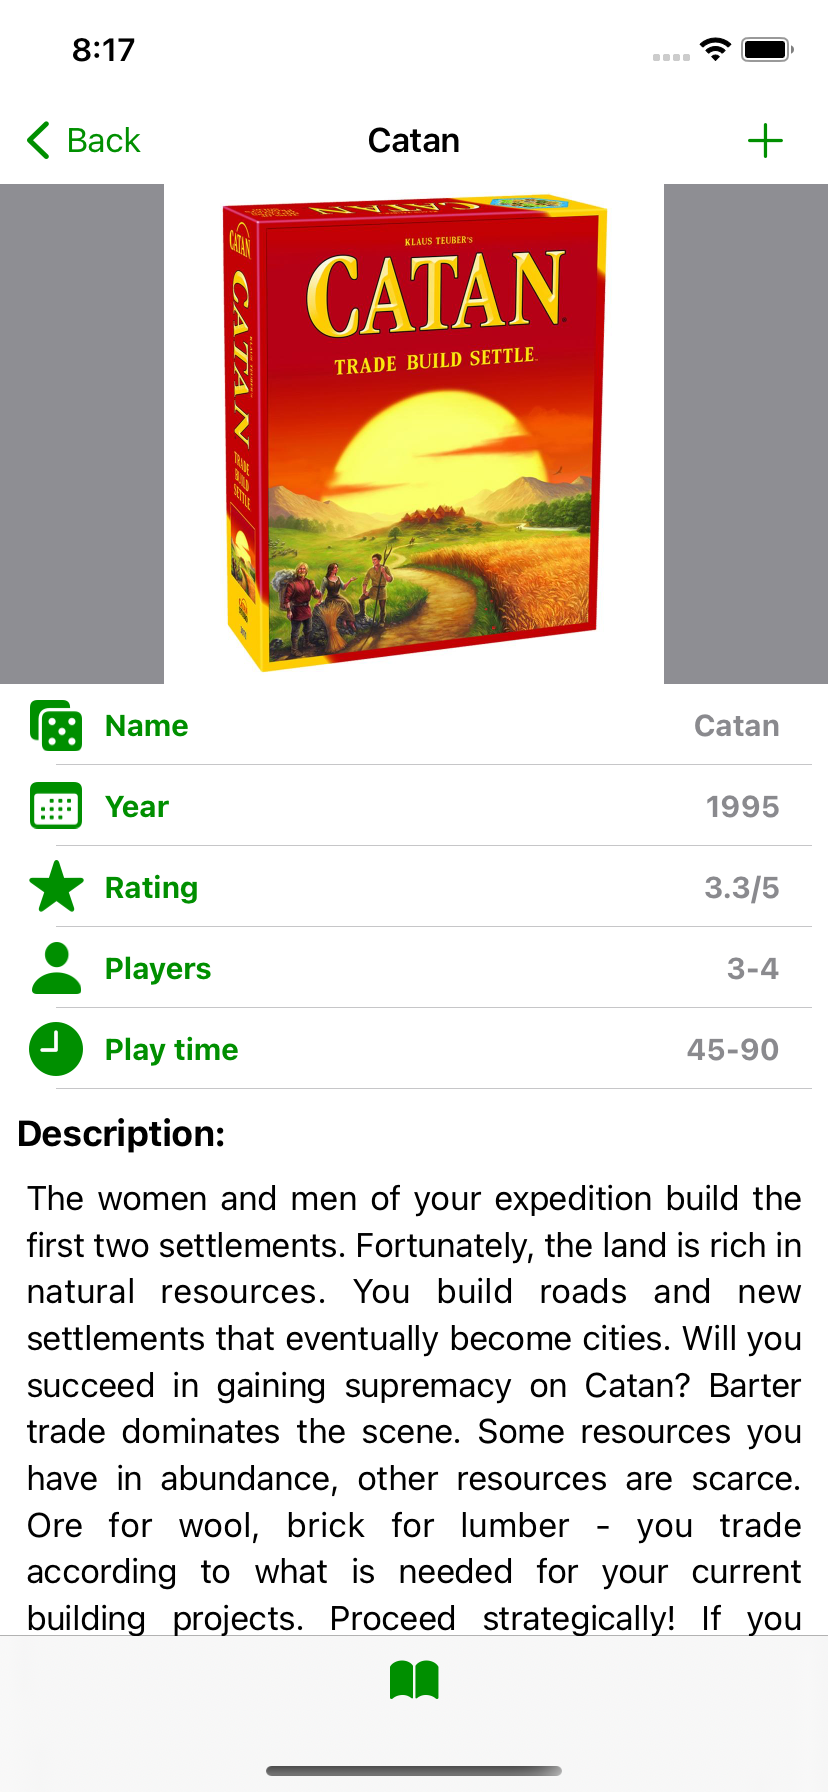 8:17
Back
Catan
CATAN
CATAN
KLAUS TEUBER'S
CATAN
TRADE BUILD SETTLE
CATAN
TRADE
BUILD
SETTLE
Name
Catan
Year
1995
Rating
3.3/5
Players
3-4
Play time
45-90
Description:
The women and men of your expedition build the
first two settlements. Fortunately, the land is rich in
natural resources. You build roads and new
settlements that eventually become cities. Will you
succeed in gaining supremacy on Catan? Barter
trade dominates the scene. Some resources you
have in abundance, other resources are scarce.
Ore for wool, brick for lumber - you trade
according to what is needed for your current
building projects. Proceed strategically! If you